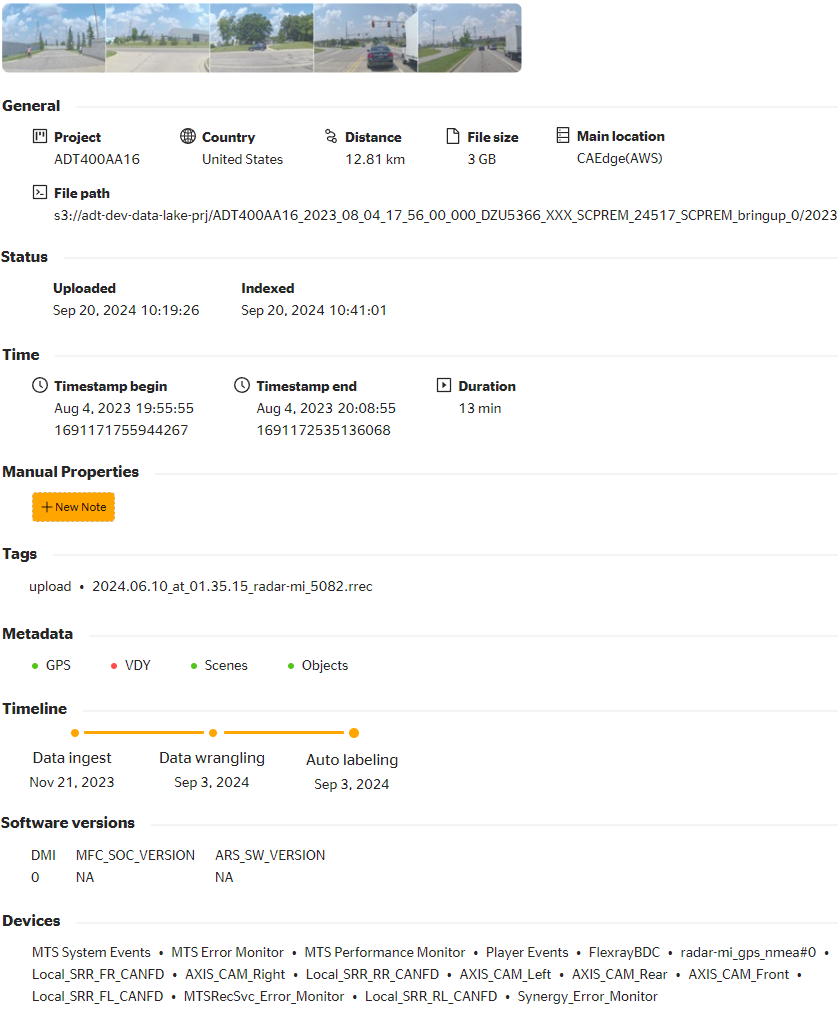 General
Project Country Distance File size Main location
ADT400AA16 United States 12.81 km 3 GB CAEdge(AWS)
File path
s3://adt-dev-data-lake-prj/ADT400AA16_2023_08_04_17_56_00_000_DZU5366_XXX_SCPREM_24517_SCPREM_bringup_0/2023
Status
Uploaded Indexed
Sep 20, 2024 10:19:26 Sep 20, 2024 10:41:01
Time
Timestamp begin Timestamp end Duration
Aug 4, 2023 19:55:55 Aug 4, 2023 20:08:55 13 min
1691171755944267 1691172535136068
Manual Properties
+ New Note
Tags
upload • 2024.06.10_at_01.35.15_radar-mi_5082.rrec
Metadata
GPS VDY Scenes Objects
Timeline
Data ingest Data wrangling Auto labeling
Nov 21, 2023 Sep 3, 2024 Sep 3, 2024
Software versions
DMI MFC_SOC_VERSION ARS_SW_VERSION
0 NA NA
Devices
MTS System Events • MTS Error Monitor • MTS Performance Monitor • Player Events • FlexrayBDC • radar-mi_gps_nmea#0 •
Local_SRR_FR_CANFD • AXIS_CAM_Right • Local_SRR_RR_CANFD • AXIS_CAM_Left • AXIS_CAM_Rear • AXIS_CAM_Front •
Local_SRR_FL_CANFD • MTSRecSvc_Error_Monitor • Local_SRR_RL_CANFD • Synergy_Error_Monitor